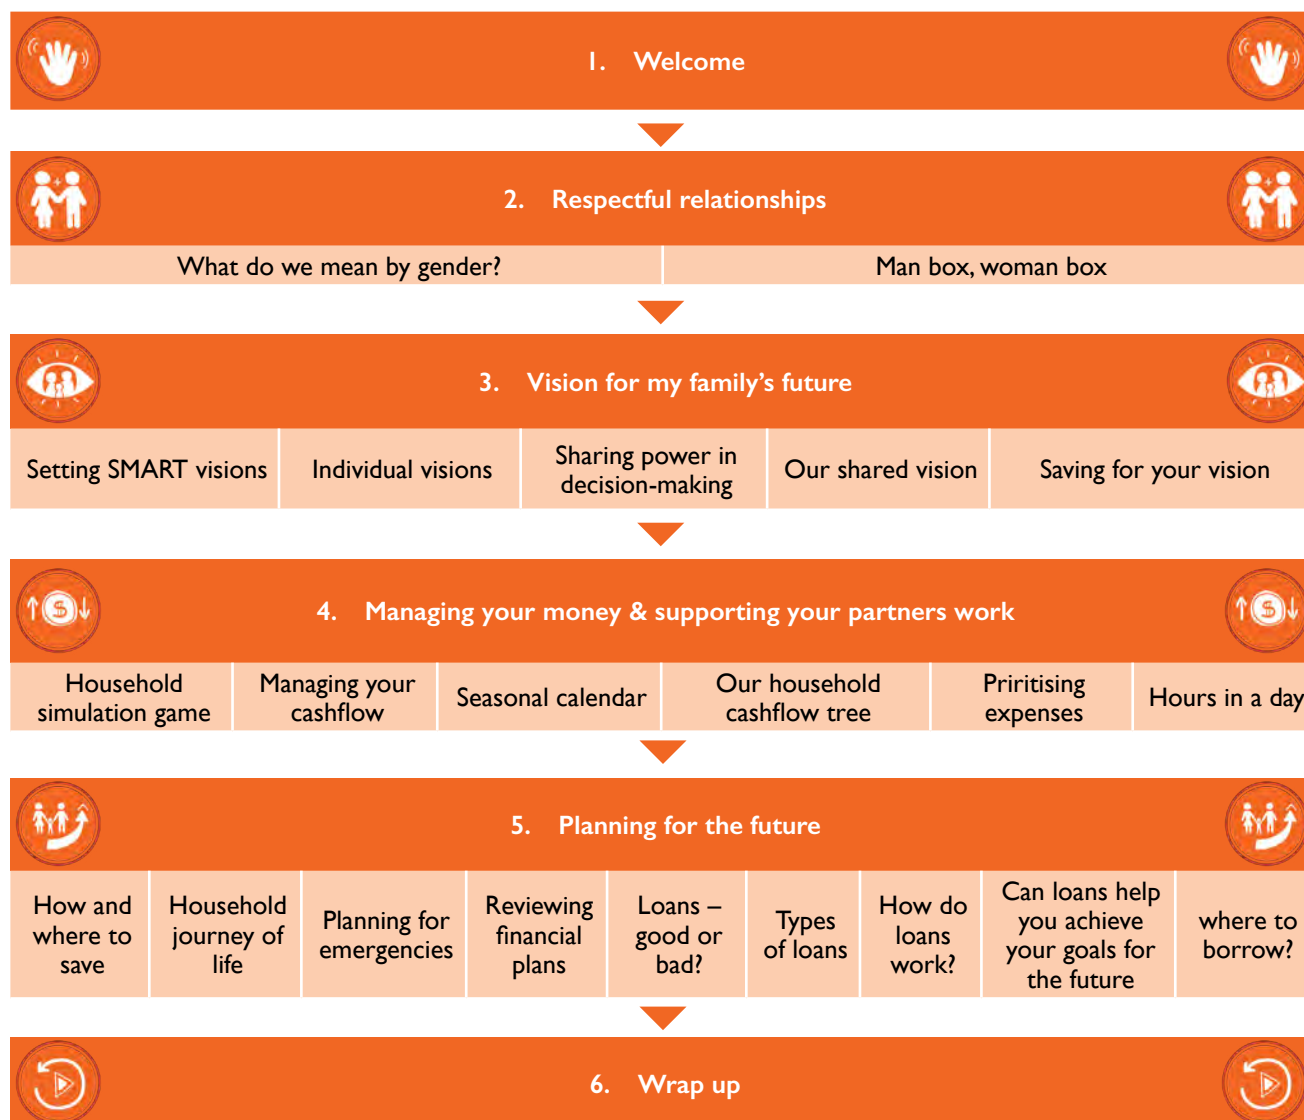 1. Welcome
2. Respectful relationships
What do we mean by gender?
Man box, woman box
3. Vision for my family’s future
Setting SMART visions
Individual visions
Sharing power in
decision-making
Our shared vision
Saving for your vision
4. Managing your money & supporting your partners work
Household
simulation game
Managing your
cashflow
Seasonal calendar
Our household
cashflow tree
Priritising
expenses
Hours in a day
5. Planning for the future
How and
where to
save
Household
journey of
life
Planning for
emergencies
Reviewing
financial
plans
Loans –
good or
bad?
Types
of loans
How do
loans
work?
Can loans help
you achieve
your goals for
the future
where to
borrow?
6. Wrap up